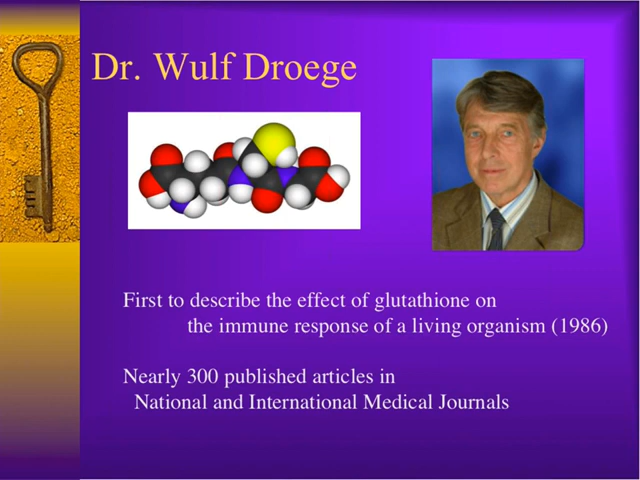 Dr. Wulf Droege
First to describe the effect of glutathione on
the immune response of a living organism (1986)
Nearly 300 published articles in
National and International Medical Journals